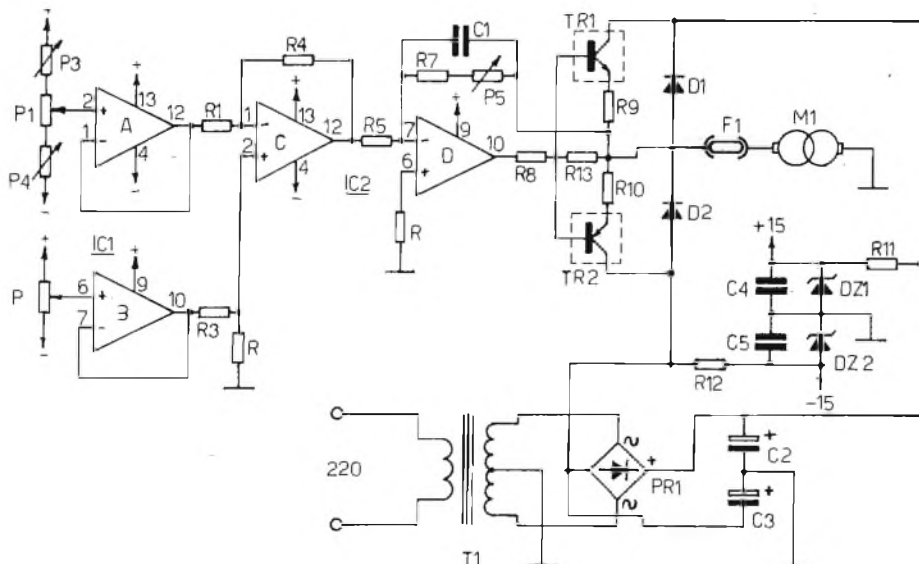 P3
P1
P4
2
1
+
-
A
13
4
12
R1
R4
1
2
-
+
C
13
4
12
IC2
R5
C1
R7
P5
7
6
-
+
D
9
10
R
R8
R13
TR1
R9
R10
TR2
D1
D2
F1
M1
IC1
P
6
7
+
-
B
9
10
R3
R
+15
R11
C4
DZ1
C5
DZ2
R12
-15
220
T1
~
+
~
PR1
+
C2
+
C3